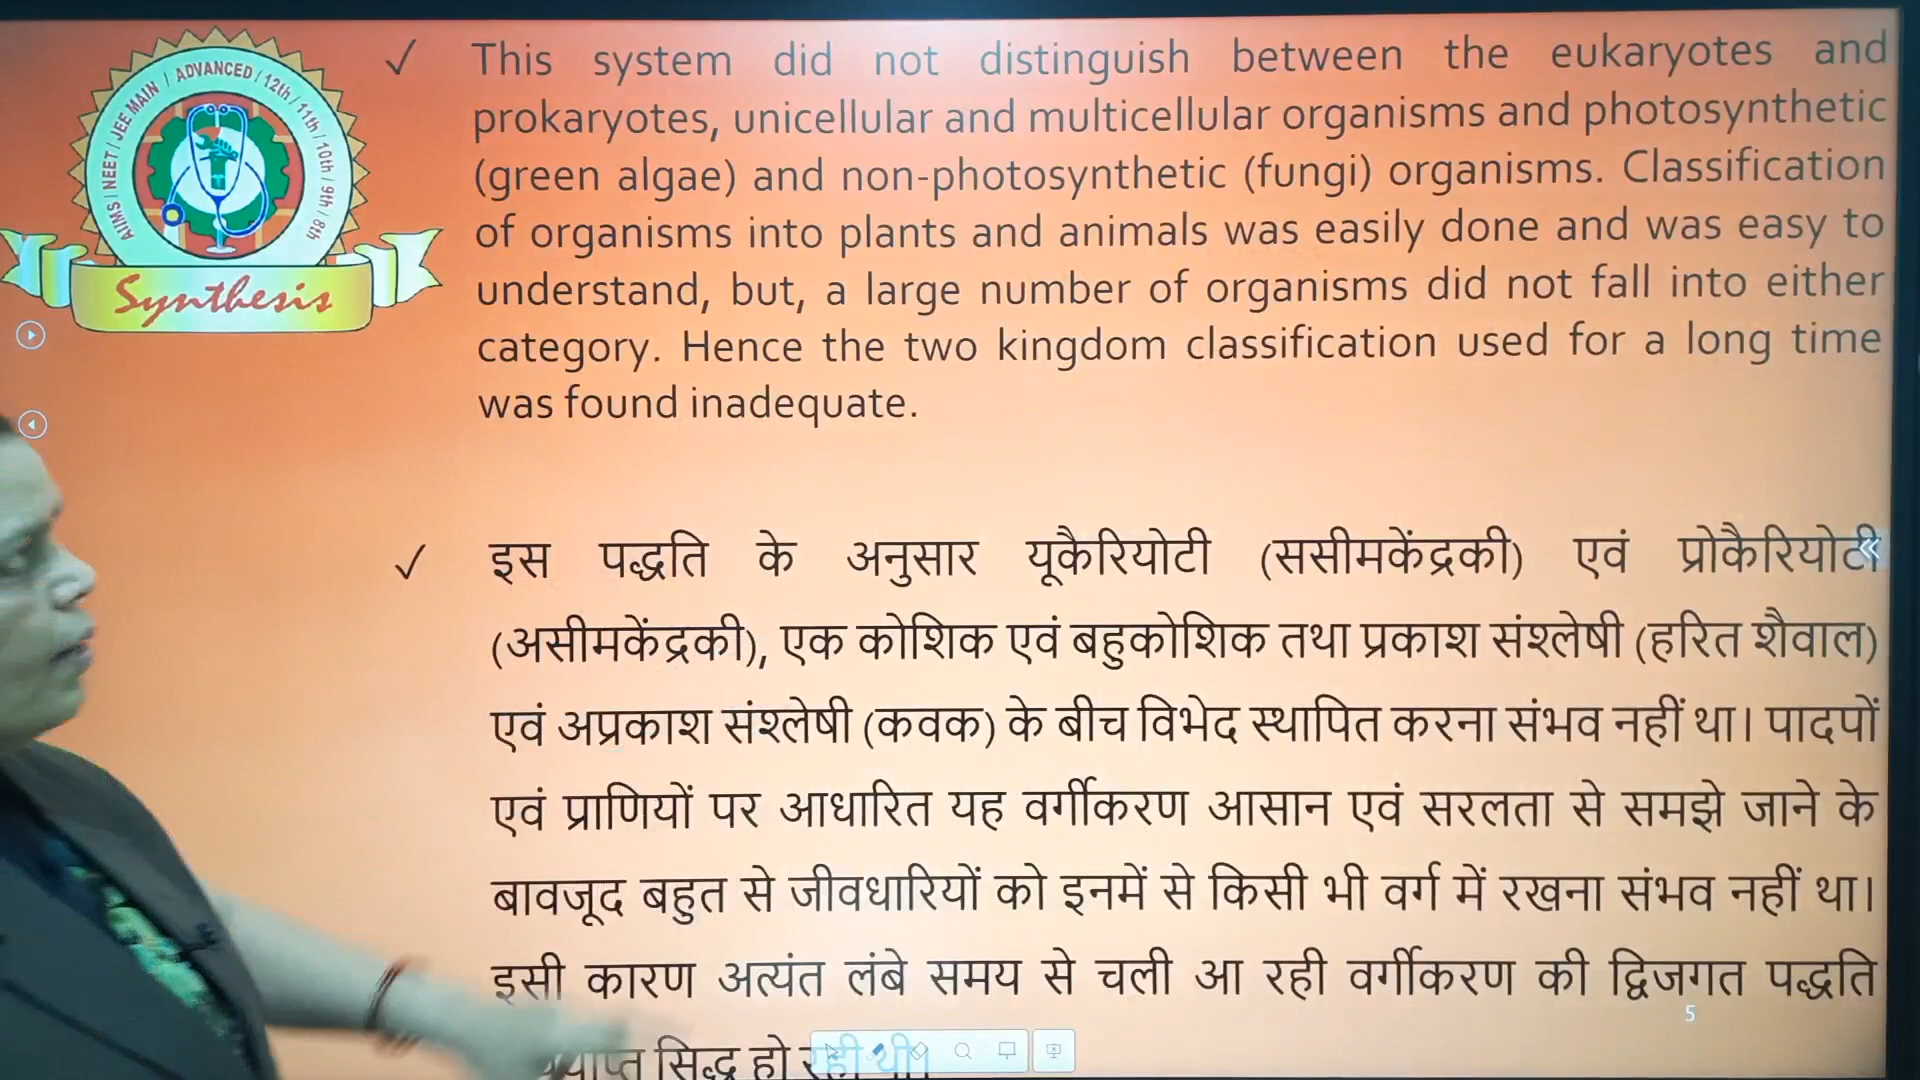 AIIMS | NEET / JEE MAIN / ADVANCED / 12th / 11th / 10th / 9th / 8th
Synthesis
✓ This system did not distinguish between the eukaryotes and
prokaryotes, unicellular and multicellular organisms and photosynthetic
(green algae) and non-photosynthetic (fungi) organisms. Classification
of organisms into plants and animals was easily done and was easy to
understand, but, a large number of organisms did not fall into either
category. Hence the two kingdom classification used for a long time
was found inadequate.
✓ इस पद्धति के अनुसार यूकैरियोटी (ससीमकेंद्रकी) एवं प्रोकैरियोटी
(असीमकेंद्रकी), एक कोशिक एवं बहुकोशिक तथा प्रकाश संश्लेषी (हरित शैवाल)
एवं अप्रकाश संश्लेषी (कवक) के बीच विभेद स्थापित करना संभव नहीं था। पादपों
एवं प्राणियों पर आधारित यह वर्गीकरण आसान एवं सरलता से समझे जाने के
बावजूद बहुत से जीवधारियों को इनमें से किसी भी वर्ग में रखना संभव नहीं था।
इसी कारण अत्यंत लंबे समय से चली आ रही वर्गीकरण की द्विजगत पद्धति
सिद्ध हो रही थी।
5